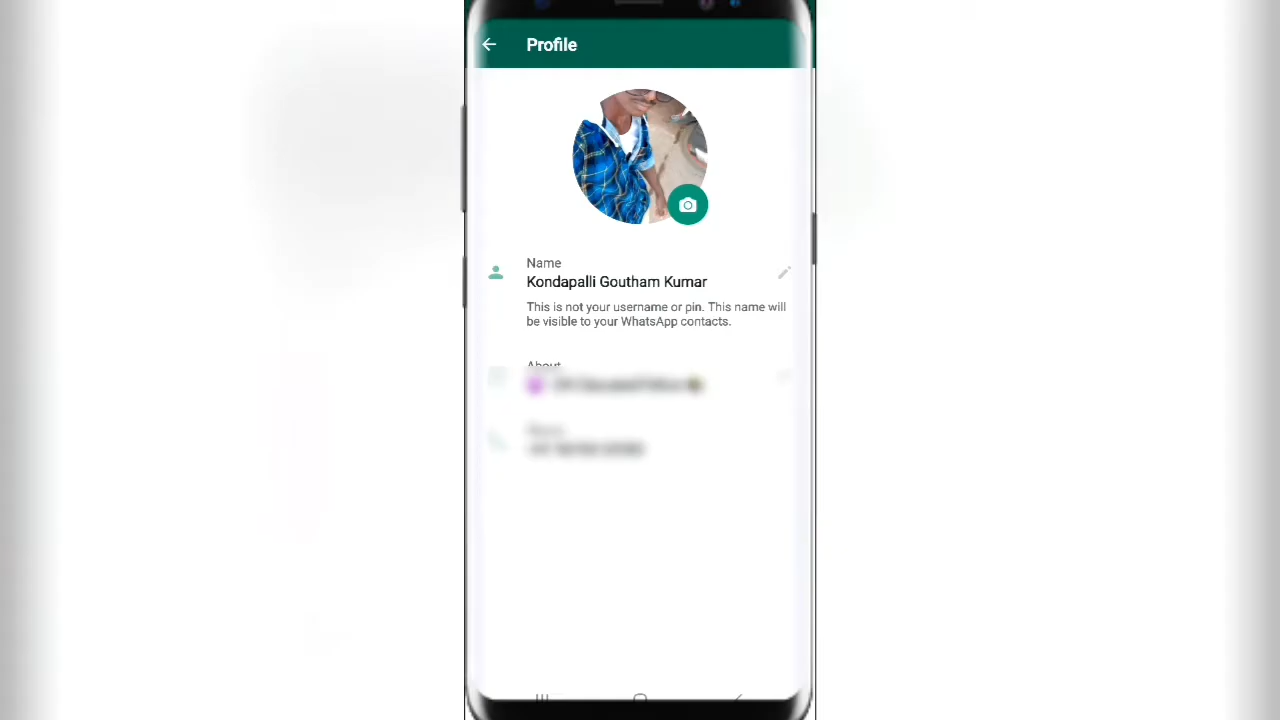 Profile
Name
Kondapalli Goutham Kumar
This is not your username or pin. This name will
be visible to your WhatsApp contacts.
About